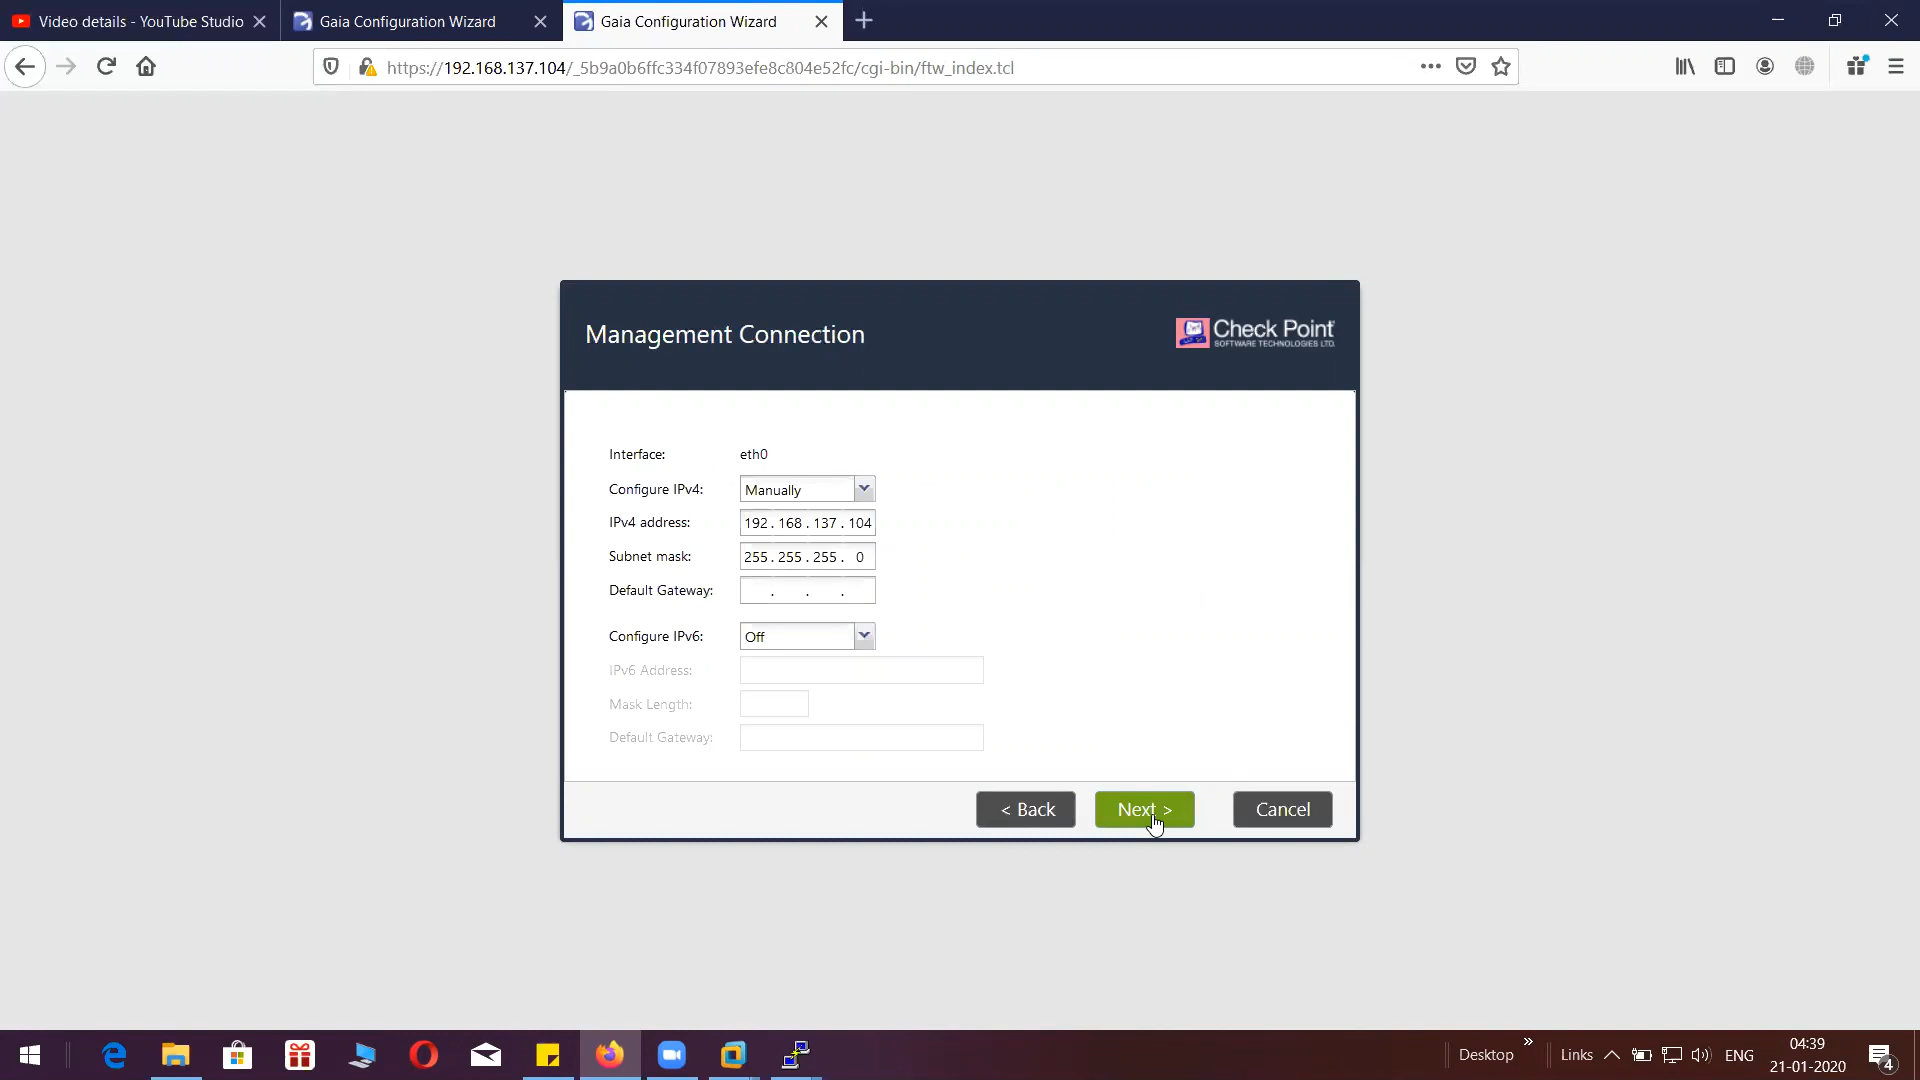 Video details - YouTube Studio
Gaia Configuration Wizard
Gaia Configuration Wizard
https://192.168.137.104/_5b9a0b6ffc334f07893efe8c804e52fc/cgi-bin/ftw_index.tcl
Management Connection
Check Point
SOFTWARE TECHNOLOGIES LTD.
Interface: eth0
Configure IPv4: Manually
IPv4 address: 192 . 168 . 137 . 104
Subnet mask: 255 . 255 . 255 . 0
Default Gateway: . . .
Configure IPv6: Off
IPv6 Address:
Mask Length:
Default Gateway:
< Back Next > Cancel
Desktop » Links ENG 04:39
21-01-2020
4